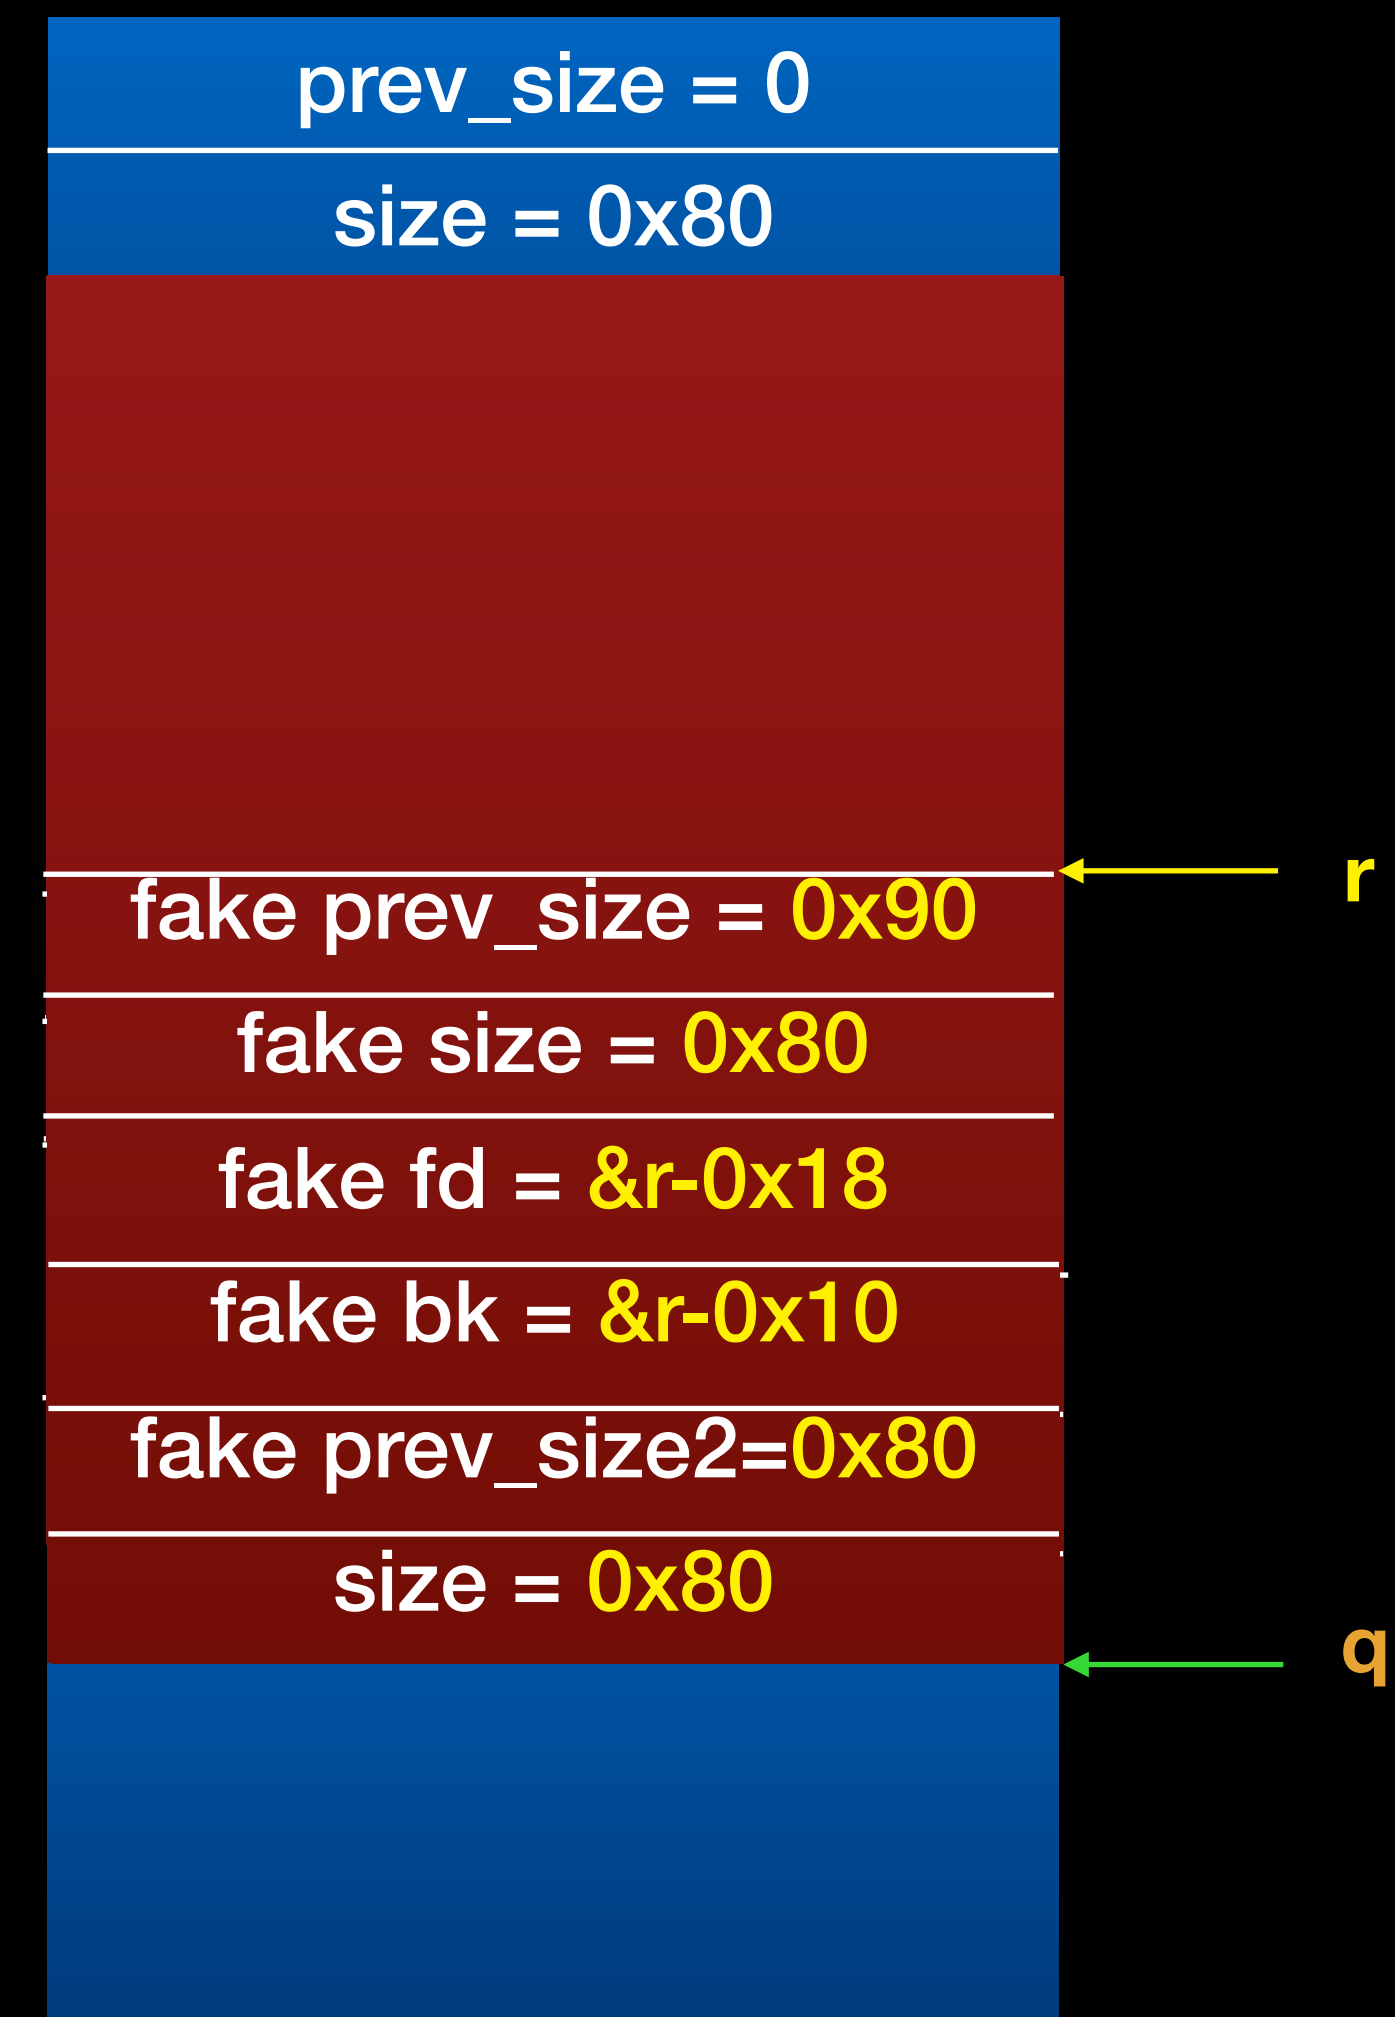 prev_size = 0
size = 0x80
r
fake prev_size = 0x90
fake size = 0x80
fake fd = &r-0x18
fake bk = &r-0x10
fake prev_size2=0x80
size = 0x80
q